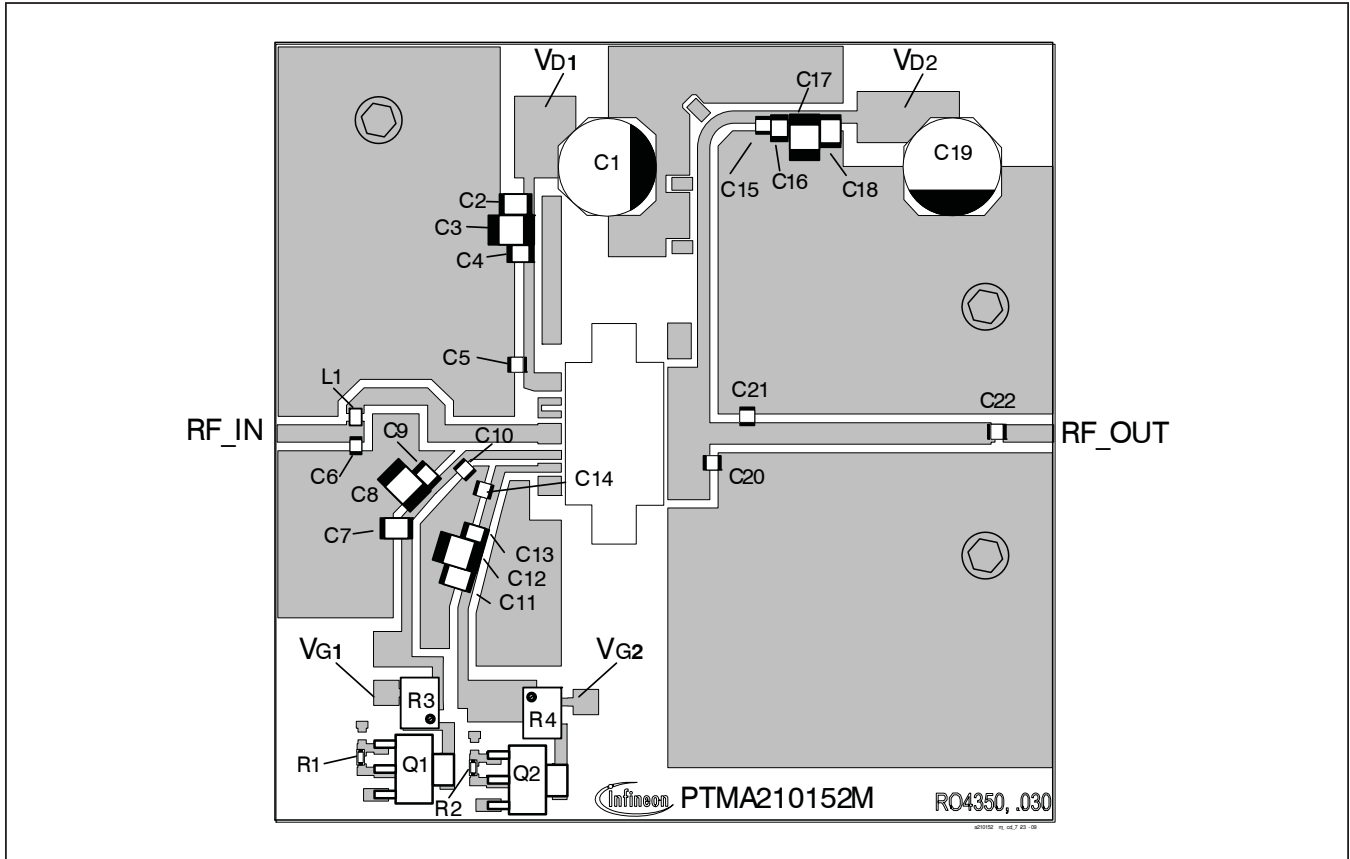 VD1
C17
VD2
C1
C19
C15
C16
C18
C2
C3
C4
C5
L1
C21
C22
RF_IN
RF_OUT
C9
C10
C6
C8
C14
C20
C7
C13
C12
C11
VG1
VG2
R3
R4
R1
Q1
Q2
R2
Infineon
PTMA210152M
RO4350, .030